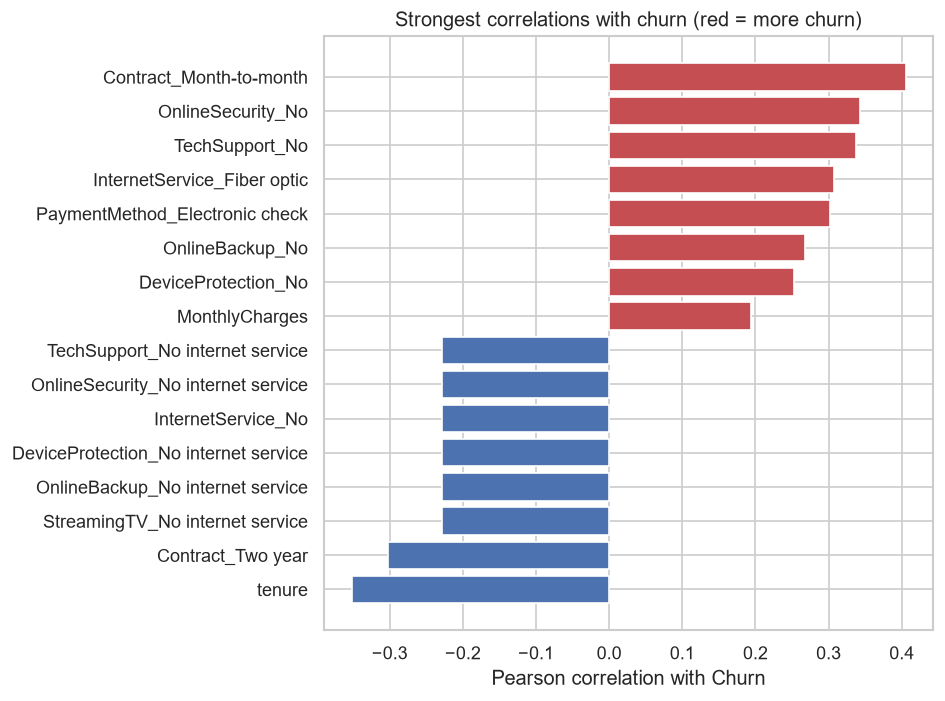 Strongest correlations with churn (red = more churn)
Contract_Month-to-month
OnlineSecurity_No
TechSupport_No
InternetService_Fiber optic
PaymentMethod_Electronic check
OnlineBackup_No
DeviceProtection_No
MonthlyCharges
TechSupport_No internet service
OnlineSecurity_No internet service
InternetService_No
DeviceProtection_No internet service
OnlineBackup_No internet service
StreamingTV_No internet service
Contract_Two year
tenure
−0.3 −0.2 −0.1 0.0 0.1 0.2 0.3 0.4
Pearson correlation with Churn